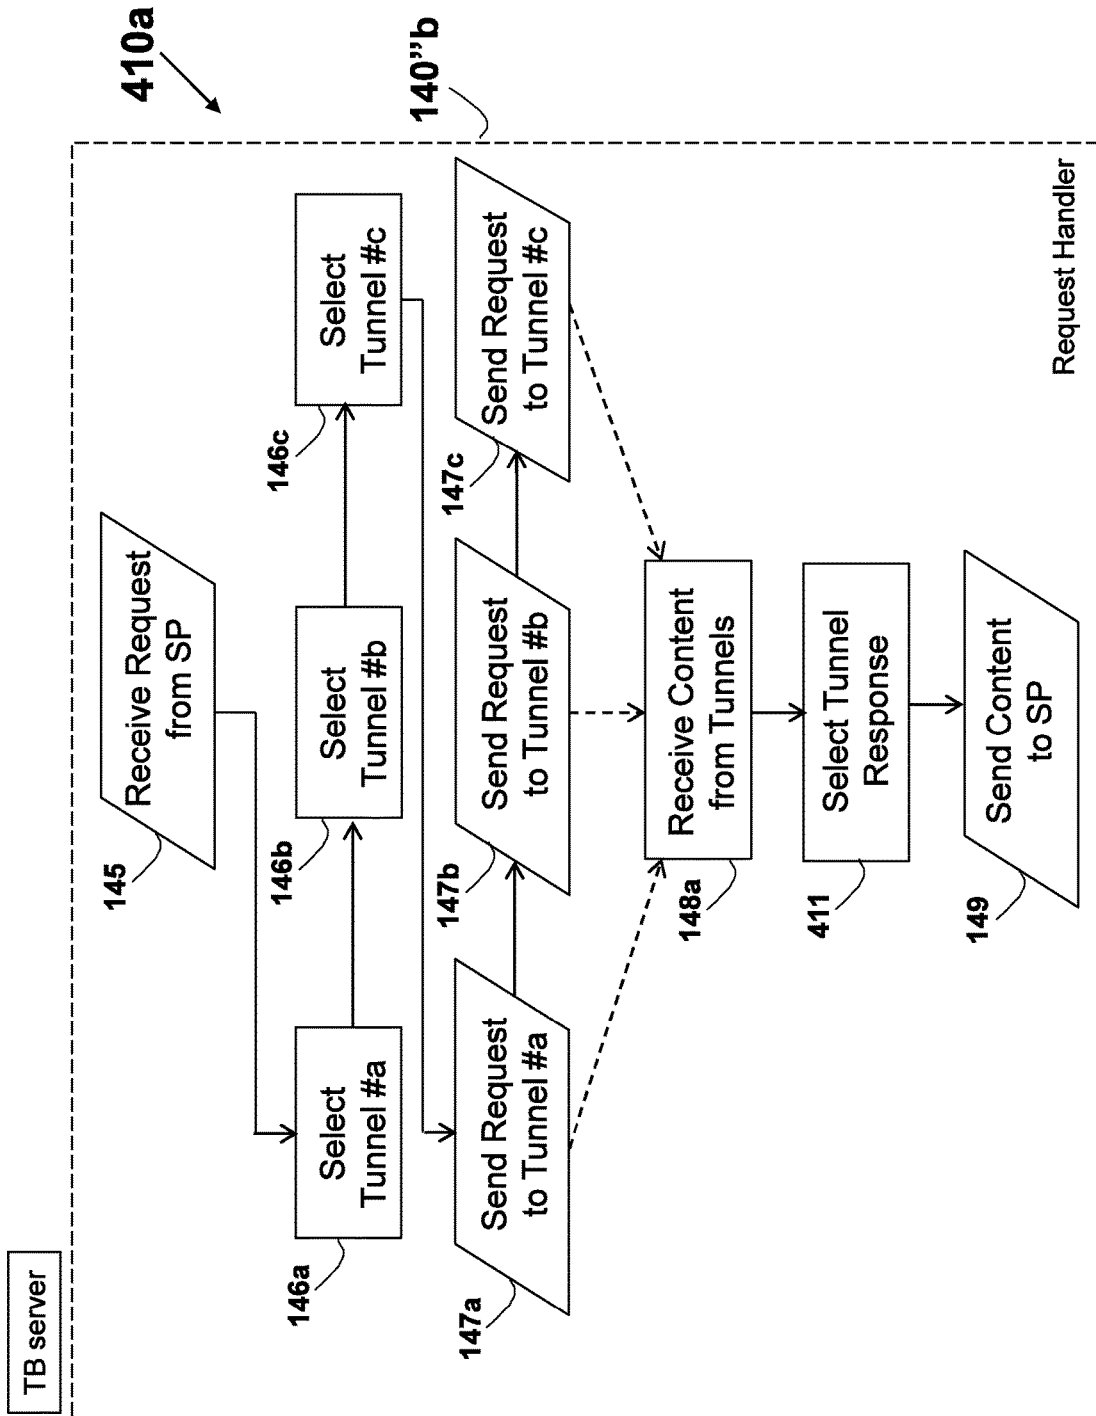 TB server
410a
140"b
145
Receive Request
from SP
146a
Select
Tunnel #a
146b
Select
Tunnel #b
146c
Select
Tunnel #c
147a
Send Request
to Tunnel #a
147b
Send Request
to Tunnel #b
147c
Send Request
to Tunnel #c
148a
Receive Content
from Tunnels
411
Select Tunnel
Response
149
Send Content
to SP
Request Handler